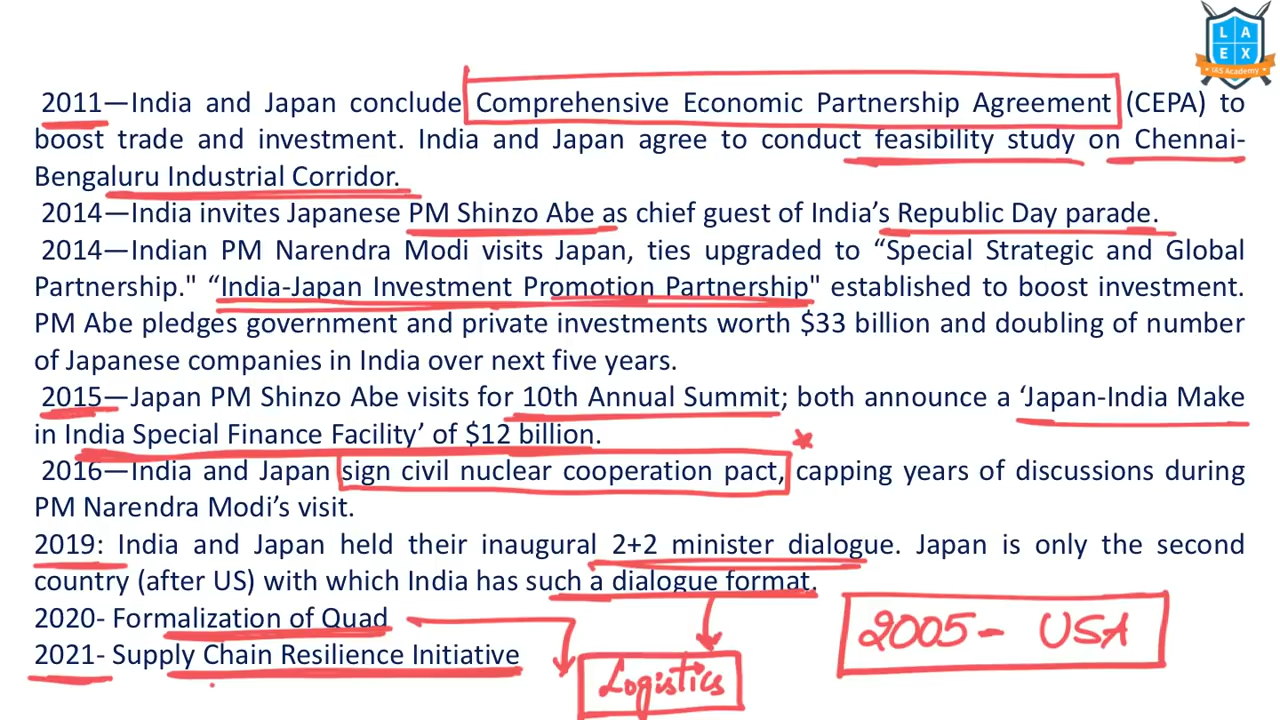 L A
E X
IAS Academy
2011—India and Japan conclude Comprehensive Economic Partnership Agreement (CEPA) to
boost trade and investment. India and Japan agree to conduct feasibility study on Chennai-
Bengaluru Industrial Corridor.
2014—India invites Japanese PM Shinzo Abe as chief guest of India’s Republic Day parade.
2014—Indian PM Narendra Modi visits Japan, ties upgraded to “Special Strategic and Global
Partnership." “India-Japan Investment Promotion Partnership" established to boost investment.
PM Abe pledges government and private investments worth $33 billion and doubling of number
of Japanese companies in India over next five years.
2015—Japan PM Shinzo Abe visits for 10th Annual Summit; both announce a ‘Japan-India Make
in India Special Finance Facility’ of $12 billion.
2016—India and Japan sign civil nuclear cooperation pact, capping years of discussions during
PM Narendra Modi’s visit.
2019: India and Japan held their inaugural 2+2 minister dialogue. Japan is only the second
country (after US) with which India has such a dialogue format.
2020- Formalization of Quad
2021- Supply Chain Resilience Initiative
Logistics
2005- USA